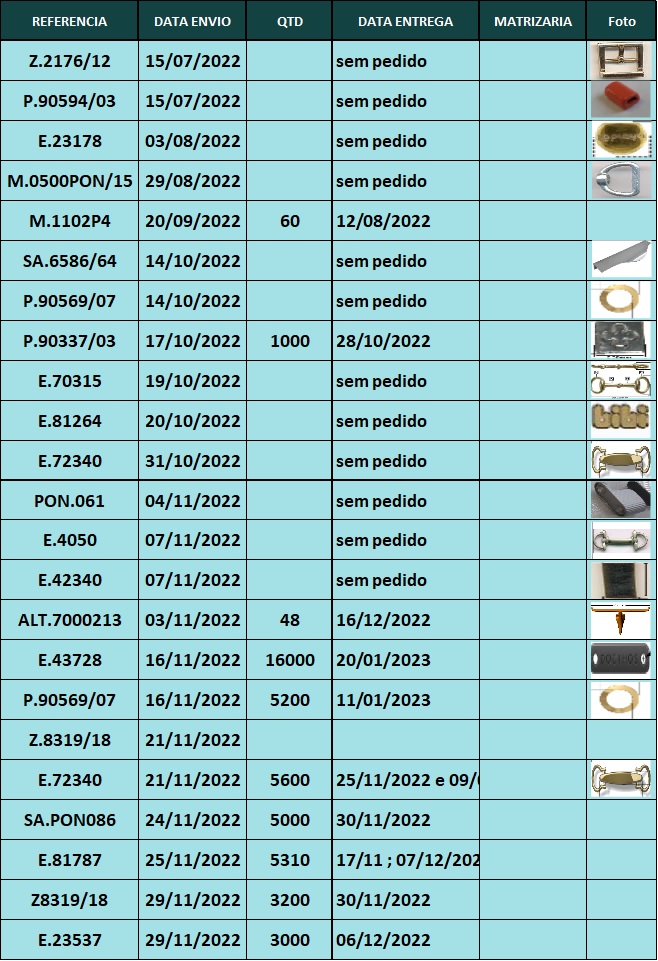 REFERENCIA DATA ENVIO QTD DATA ENTREGA MATRIZARIA Foto
Z.2176/12 15/07/2022 sem pedido
P.90594/03 15/07/2022 sem pedido
E.23178 03/08/2022 sem pedido
M.0500PON/15 29/08/2022 sem pedido
M.1102P4 20/09/2022 60 12/08/2022
SA.6586/64 14/10/2022 sem pedido
P.90569/07 14/10/2022 sem pedido
P.90337/03 17/10/2022 1000 28/10/2022
E.70315 19/10/2022 sem pedido
E.81264 20/10/2022 sem pedido bibi
E.72340 31/10/2022 sem pedido
PON.061 04/11/2022 sem pedido
E.4050 07/11/2022 sem pedido
E.42340 07/11/2022 sem pedido
ALT.7000213 03/11/2022 48 16/12/2022
E.43728 16/11/2022 16000 20/01/2023
P.90569/07 16/11/2022 5200 11/01/2023
Z.8319/18 21/11/2022
E.72340 21/11/2022 5600 25/11/2022 e 09/
SA.PON086 24/11/2022 5000 30/11/2022
E.81787 25/11/2022 5310 17/11 ; 07/12/202
Z8319/18 29/11/2022 3200 30/11/2022
E.23537 29/11/2022 3000 06/12/2022